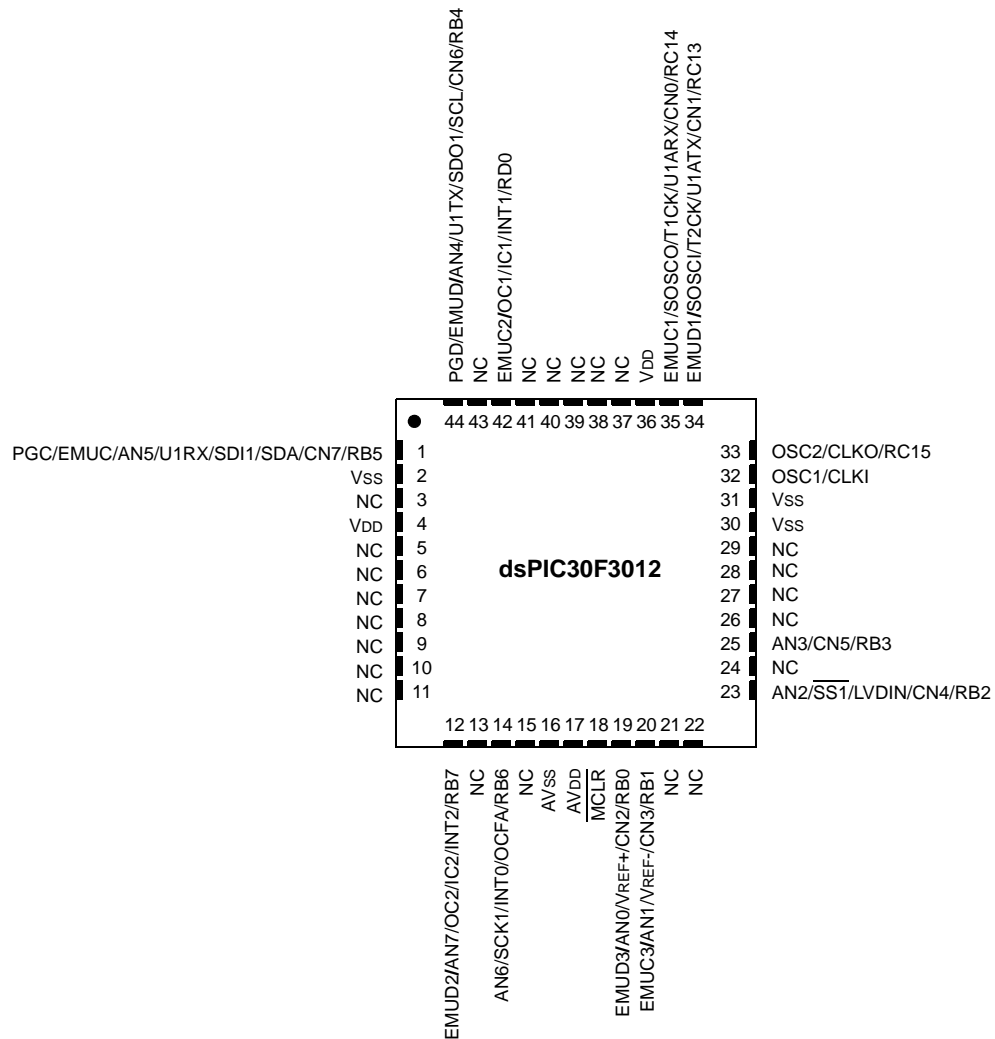 PGD/EMUD/AN4/U1TX/SDO1/SCL/CN6/RB4
NC
EMUC2/OC1/IC1/INT1/RD0
NC
NC
NC
NC
NC
VDD
EMUC1/SOSCO/T1CK/U1ARX/CN0/RC14
EMUD1/SOSCI/T2CK/U1ATX/CN1/RC13
44 43 42 41 40 39 38 37 36 35 34
PGC/EMUC/AN5/U1RX/SDI1/SDA/CN7/RB5 1
VSS 2
NC 3
VDD 4
NC 5
NC 6
NC 7
NC 8
NC 9
NC 10
NC 11
dsPIC30F3012
33 OSC2/CLKO/RC15
32 OSC1/CLKI
31 VSS
30 VSS
29 NC
28 NC
27 NC
26 NC
25 AN3/CN5/RB3
24 NC
23 AN2/SS1/LVDIN/CN4/RB2
12 13 14 15 16 17 18 19 20 21 22
EMUD2/AN7/OC2/IC2/INT2/RB7
NC
AN6/SCK1/INT0/OCFA/RB6
NC
AVSS
AVDD
MCLR
EMUD3/AN0/VREF+/CN2/RB0
EMUC3/AN1/VREF-/CN3/RB1
NC
NC